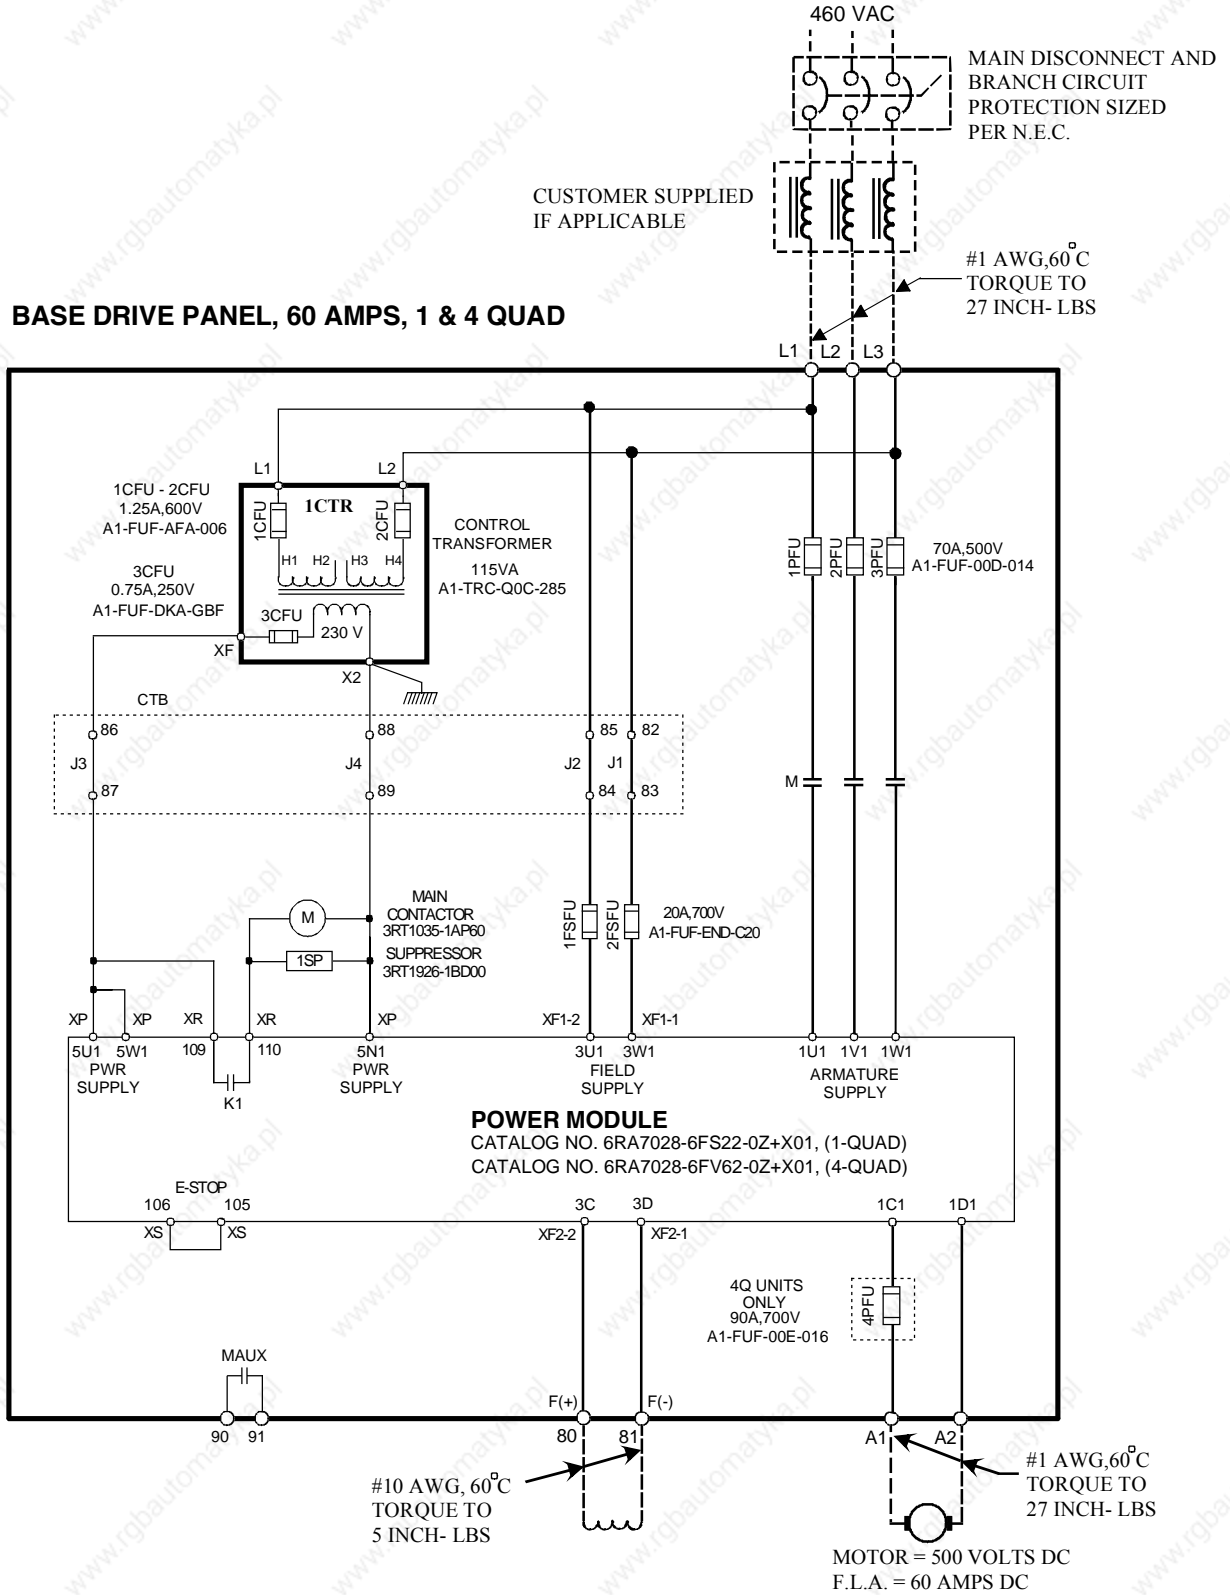 460 VAC
MAIN DISCONNECT AND
BRANCH CIRCUIT
PROTECTION SIZED
PER N.E.C.
CUSTOMER SUPPLIED
IF APPLICABLE
#1 AWG,60°C
TORQUE TO
27 INCH- LBS
BASE DRIVE PANEL, 60 AMPS, 1 & 4 QUAD
L1 L2 L3
L1 L2
1CFU - 2CFU
1.25A,600V
A1-FUF-AFA-006
1CFU
1CTR
2CFU
CONTROL
TRANSFORMER
115VA
A1-TRC-Q0C-285
H1 H2 H3 H4
3CFU
0.75A,250V
A1-FUF-DKA-GBF
3CFU
230 V
XF
X2
1PFU
2PFU
3PFU
70A,500V
A1-FUF-00D-014
CTB
86 88 85 82
J3 J4 J2 J1
87 89 84 83
M
M
MAIN
CONTACTOR
3RT1035-1AP60
1SP
SUPPRESSOR
3RT1926-1BD00
1FSFU
2FSFU
20A,700V
A1-FUF-END-C20
XP XP XR XR XP XF1-2 XF1-1
5U1 5W1 109 110 5N1 3U1 3W1 1U1 1V1 1W1
PWR
SUPPLY
K1
PWR
SUPPLY
FIELD
SUPPLY
ARMATURE
SUPPLY
POWER MODULE
CATALOG NO. 6RA7028-6FS22-0Z+X01, (1-QUAD)
CATALOG NO. 6RA7028-6FV62-0Z+X01, (4-QUAD)
E-STOP
106 105
XS XS
3C 3D 1C1 1D1
XF2-2 XF2-1
4Q UNITS
ONLY
90A,700V
A1-FUF-00E-016
4PFU
MAUX
90 91
F(+) F(-)
80 81
A1 A2
#10 AWG, 60°C
TORQUE TO
5 INCH- LBS
#1 AWG,60°C
TORQUE TO
27 INCH- LBS
MOTOR = 500 VOLTS DC
F.L.A. = 60 AMPS DC
www.rgbautomatyka.pl